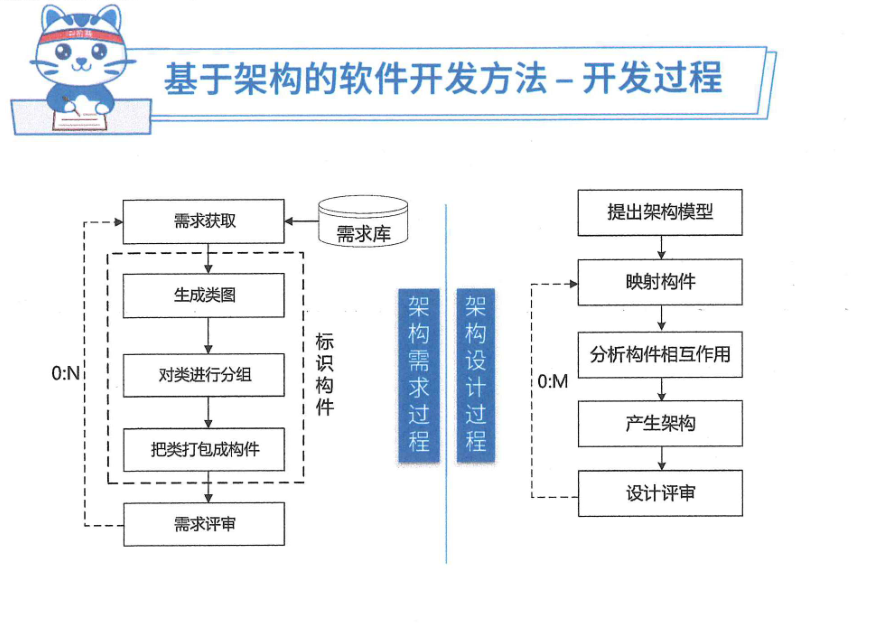 基于架构的软件开发方法 – 开发过程
需求获取
需求库
生成类图
对类进行分组
把类打包成构件
标识构件
需求评审
0:N
架构需求过程
架构设计过程
提出架构模型
映射构件
分析构件相互作用
产生架构
设计评审
0:M